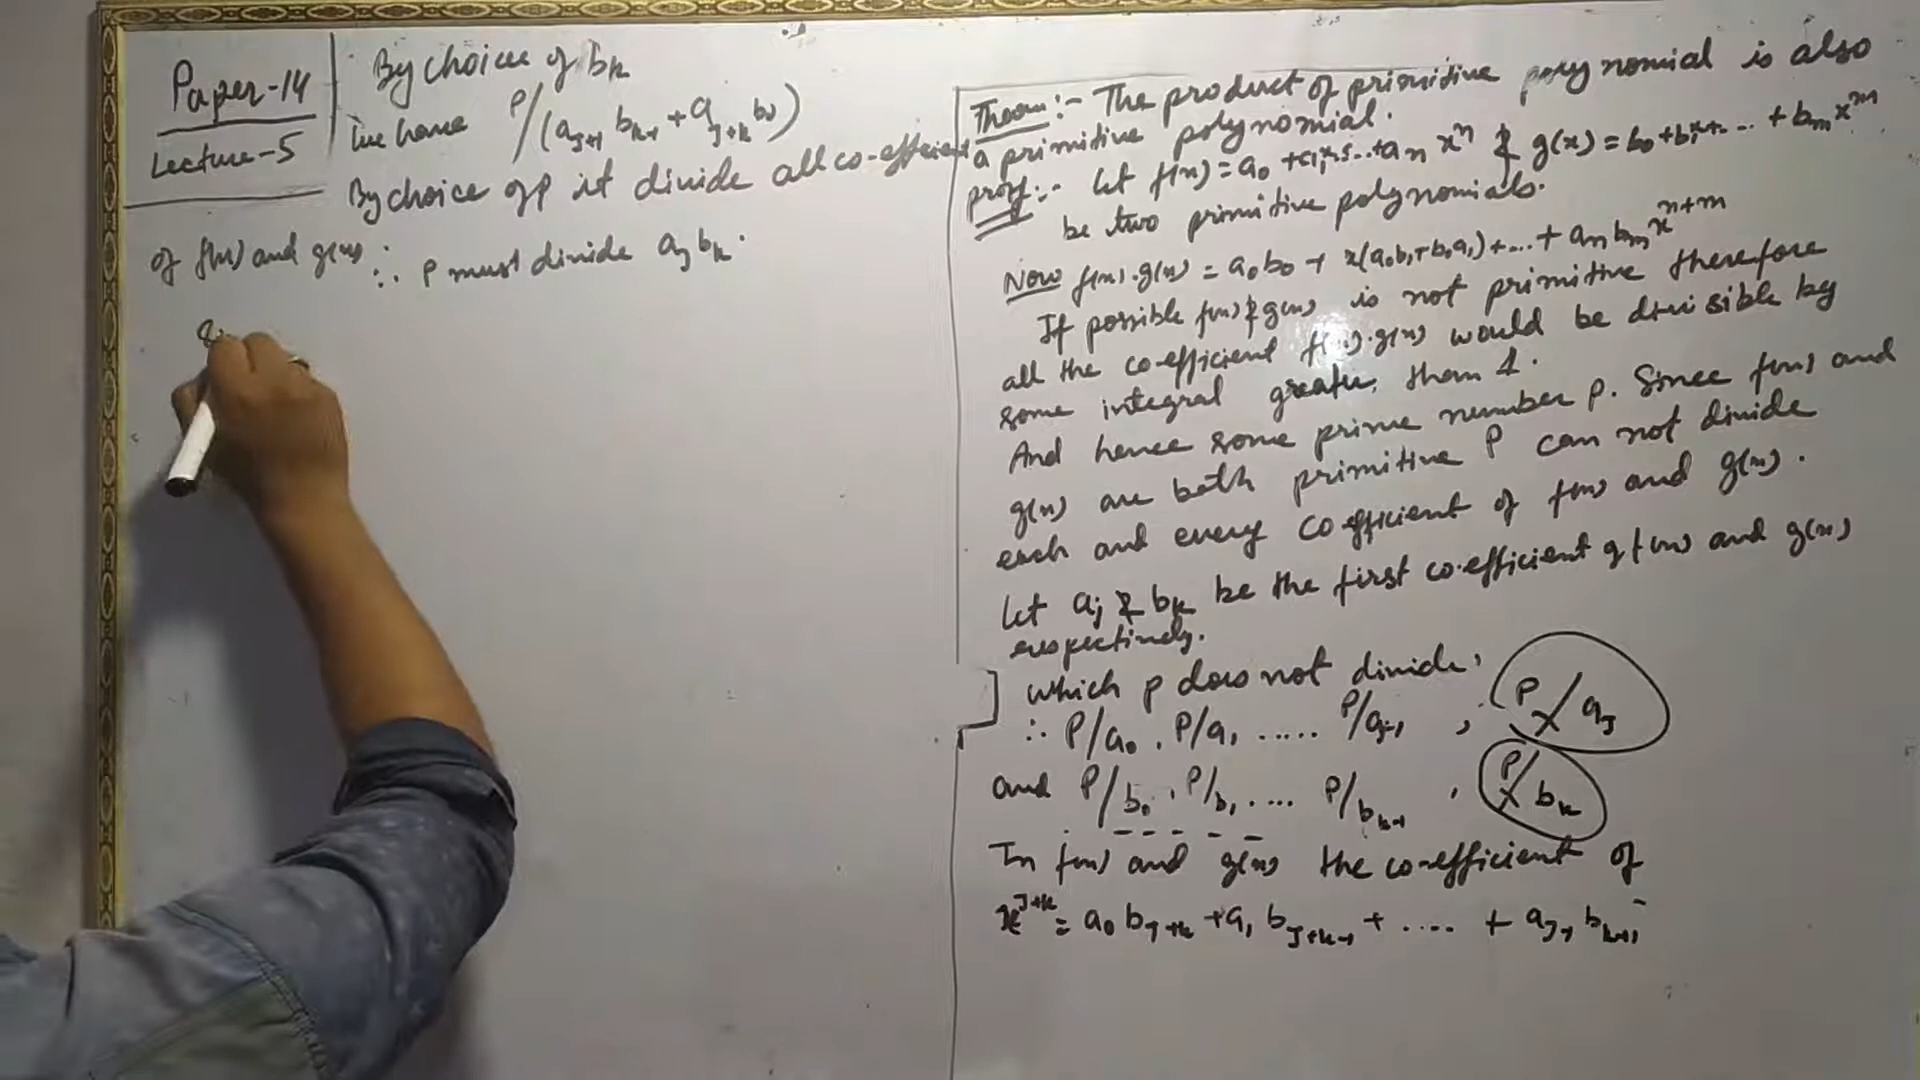 Paper-14
Lecture-5
By choice of bk
We have P/(aJ+1 bk-1 + aJ+k b0)
By choice of p it divide all co-efficient
of f(x) and g(x).
∴ P must divide aJ bk.
Theom:- The product of primitive polynomial is also
a primitive polynomial.
proof:- Let f(x) = a0 + a1x + ... + an x^n & g(x) = b0 + b1x + ... + bm x^m
be two primitive polynomials.
Now f(x).g(x) = a0b0 + x(a0b1 + b0a1) + ... + an bm x^n+m
If possible f(x) & g(x) is not primitive therefore
all the co-efficient f(x).g(x) would be divisible by
some integral greater than 1.
And hence some prime number p. Since f(x) and
g(x) are both primitive P can not divide
each and every coefficient of f(x) and g(x).
Let aj & bk be the first co-efficient of f(x) and g(x)
respectively.
which p does not divide,
∴ P/a0, P/a1 ...... P/aj-1, P∤aJ
and P/b0, P/b1 .... P/bk-1, P∤bk
In f(x) and g(x) the co-efficient of
x^J+k = a0 bJ+k + a1 bJ+k-1 + .... + aJ-1 bk+1